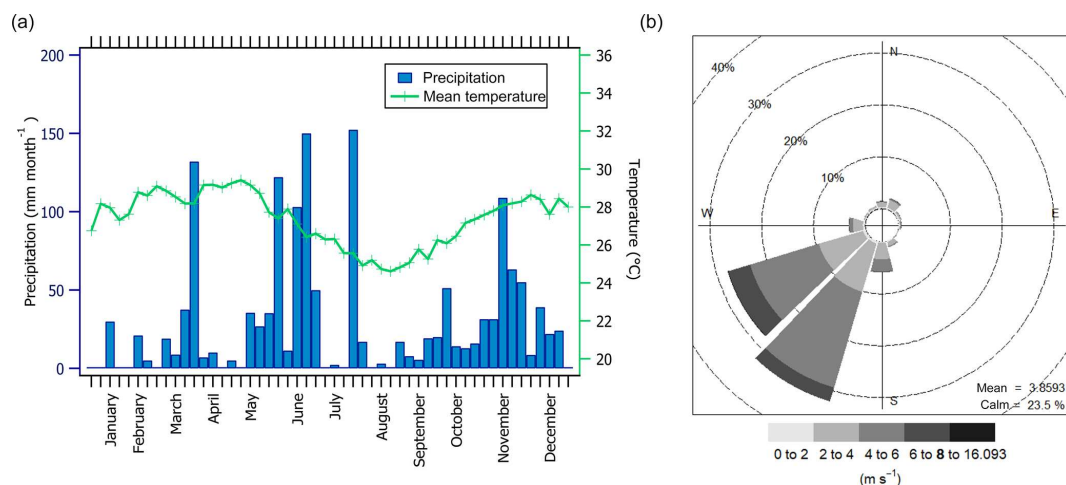 (a)
200
150
100
50
0
Precipitation (mm month⁻¹)
Precipitation
Mean temperature
36
34
32
30
28
26
24
22
20
Temperature (°C)
January
February
March
April
May
June
July
August
September
October
November
December
(b)
40%
30%
20%
10%
N
W
E
S
Mean = 3.8593
Calm = 23.5 %
0 to 2 2 to 4 4 to 6 6 to 8 to 16.093
(m s⁻¹)